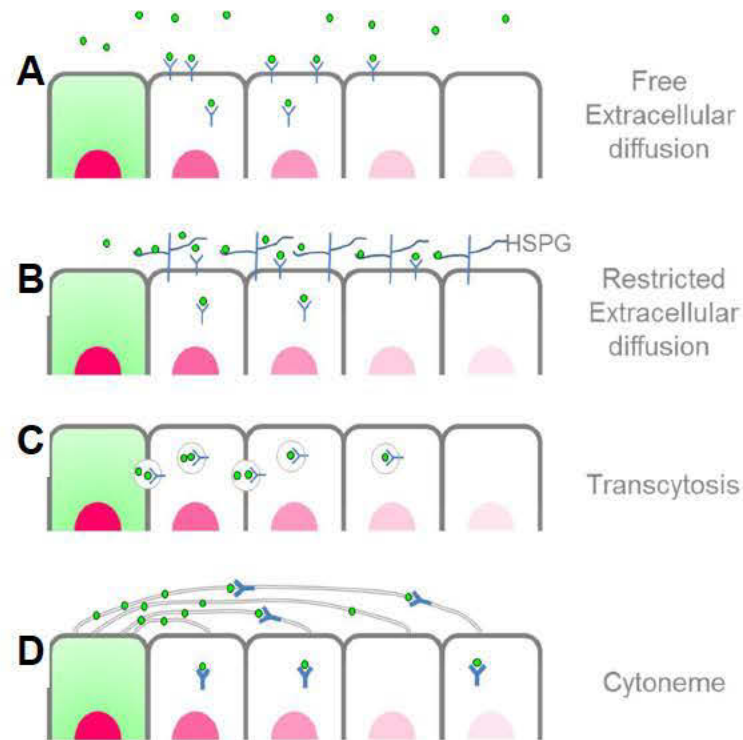 A
Free
Extracellular
diffusion
HSPG
B
Restricted
Extracellular
diffusion
C
Transcytosis
D
Cytoneme